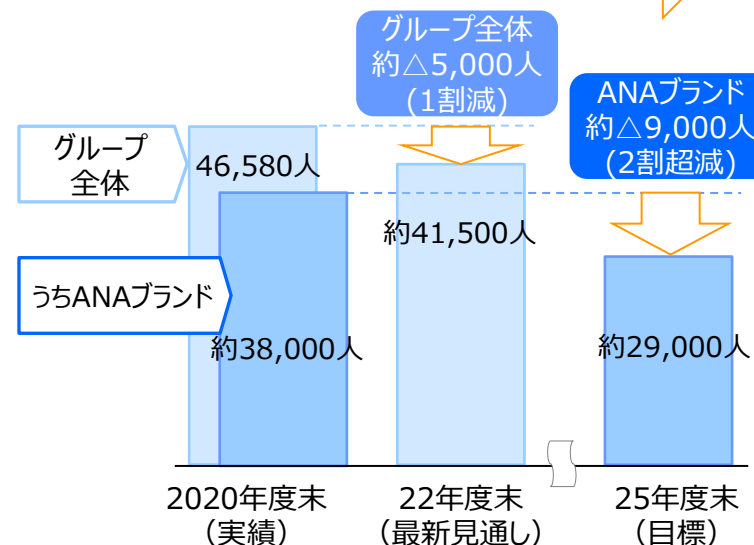 グループ全体
約△5,000人
(1割減)
ANAブランド
約△9,000人
(2割超減)
グループ
全体
46,580人
約41,500人
うちANAブランド
約38,000人
約29,000人
2020年度末
（実績）
22年度末
（最新見通し）
25年度末
（目標）